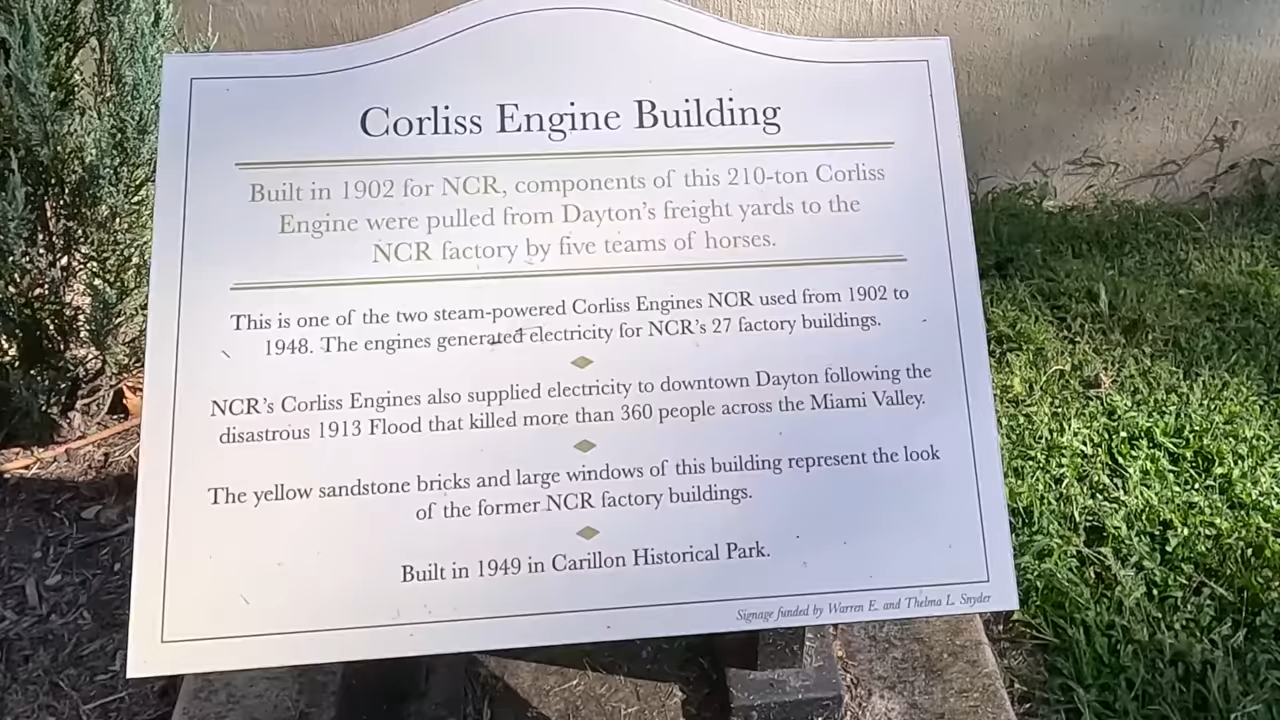 Corliss Engine Building
Built in 1902 for NCR, components of this 210-ton Corliss
Engine were pulled from Dayton's freight yards to the
NCR factory by five teams of horses.
This is one of the two steam-powered Corliss Engines NCR used from 1902 to
1948. The engines generated electricity for NCR's 27 factory buildings.
NCR's Corliss Engines also supplied electricity to downtown Dayton following the
disastrous 1913 Flood that killed more than 360 people across the Miami Valley.
The yellow sandstone bricks and large windows of this building represent the look
of the former NCR factory buildings.
Built in 1949 in Carillon Historical Park.
Signage funded by Warren E. and Thelma L. Snyder